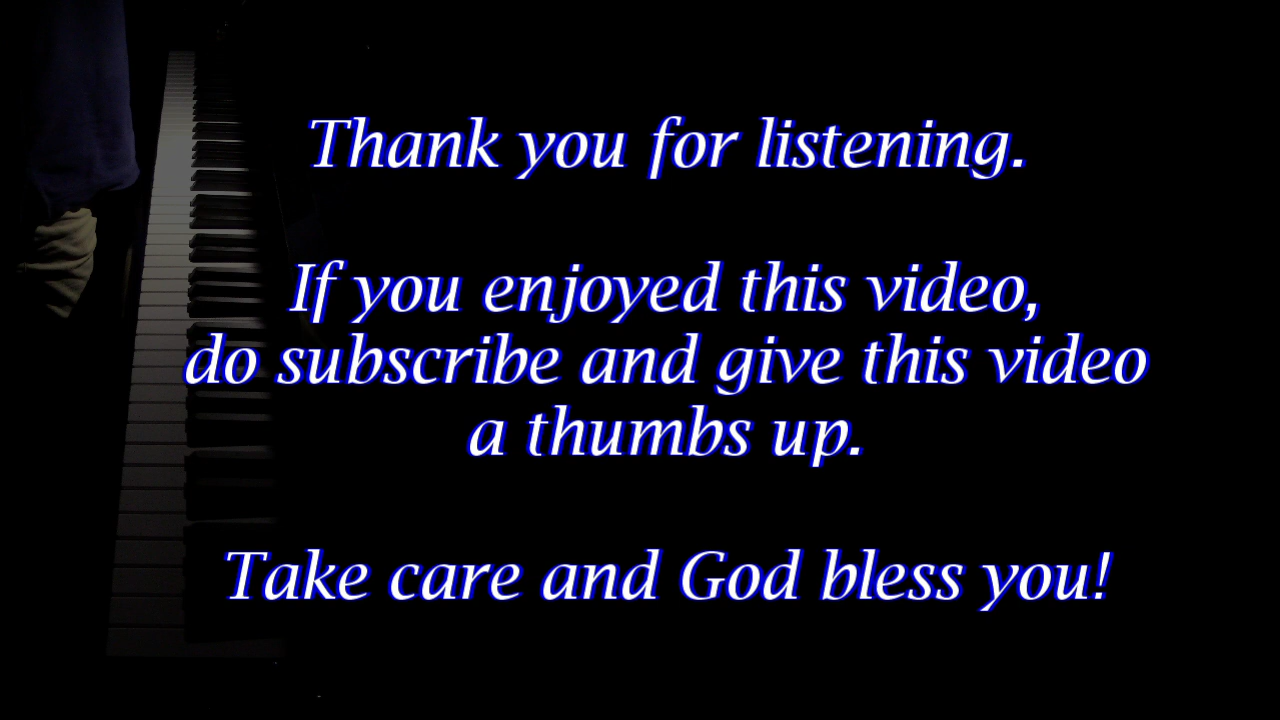 Thank you for listening.
If you enjoyed this video,
do subscribe and give this video
a thumbs up.
Take care and God bless you!